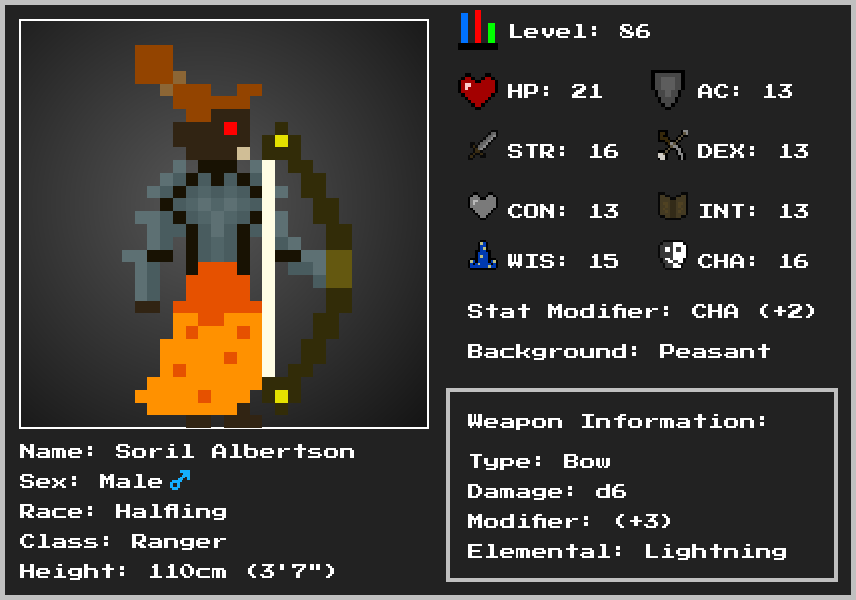 Level: 86
HP: 21
AC: 13
STR: 16
DEX: 13
CON: 13
INT: 13
WIS: 15
CHA: 16
Stat Modifier: CHA (+2)
Background: Peasant
Name: Soril Albertson
Sex: Male ♂
Race: Halfling
Class: Ranger
Height: 110cm (3'7")
Weapon Information:
Type: Bow
Damage: d6
Modifier: (+3)
Elemental: Lightning